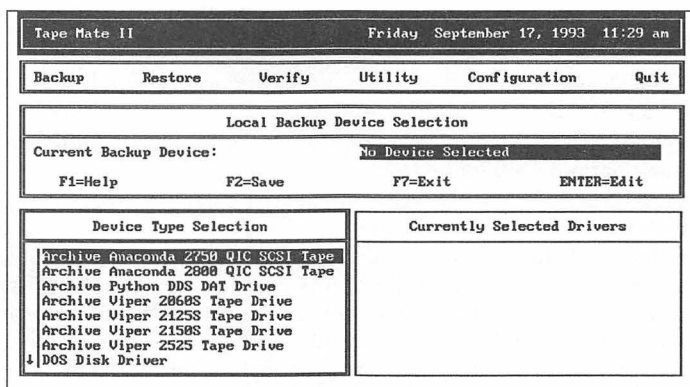 Tape Mate II Friday September 17, 1993 11:29 am
Backup Restore Verify Utility Configuration Quit
Local Backup Device Selection
Current Backup Device: No Device Selected
F1=Help F2=Save F7=Exit ENTER=Edit
Device Type Selection
Archive Anaconda 2750 QIC SCSI Tape
Archive Anaconda 2800 QIC SCSI Tape
Archive Python DDS DAT Drive
Archive Viper 2060S Tape Drive
Archive Viper 2125S Tape Drive
Archive Viper 2150S Tape Drive
Archive Viper 2525 Tape Drive
↓ DOS Disk Driver
Currently Selected Drivers